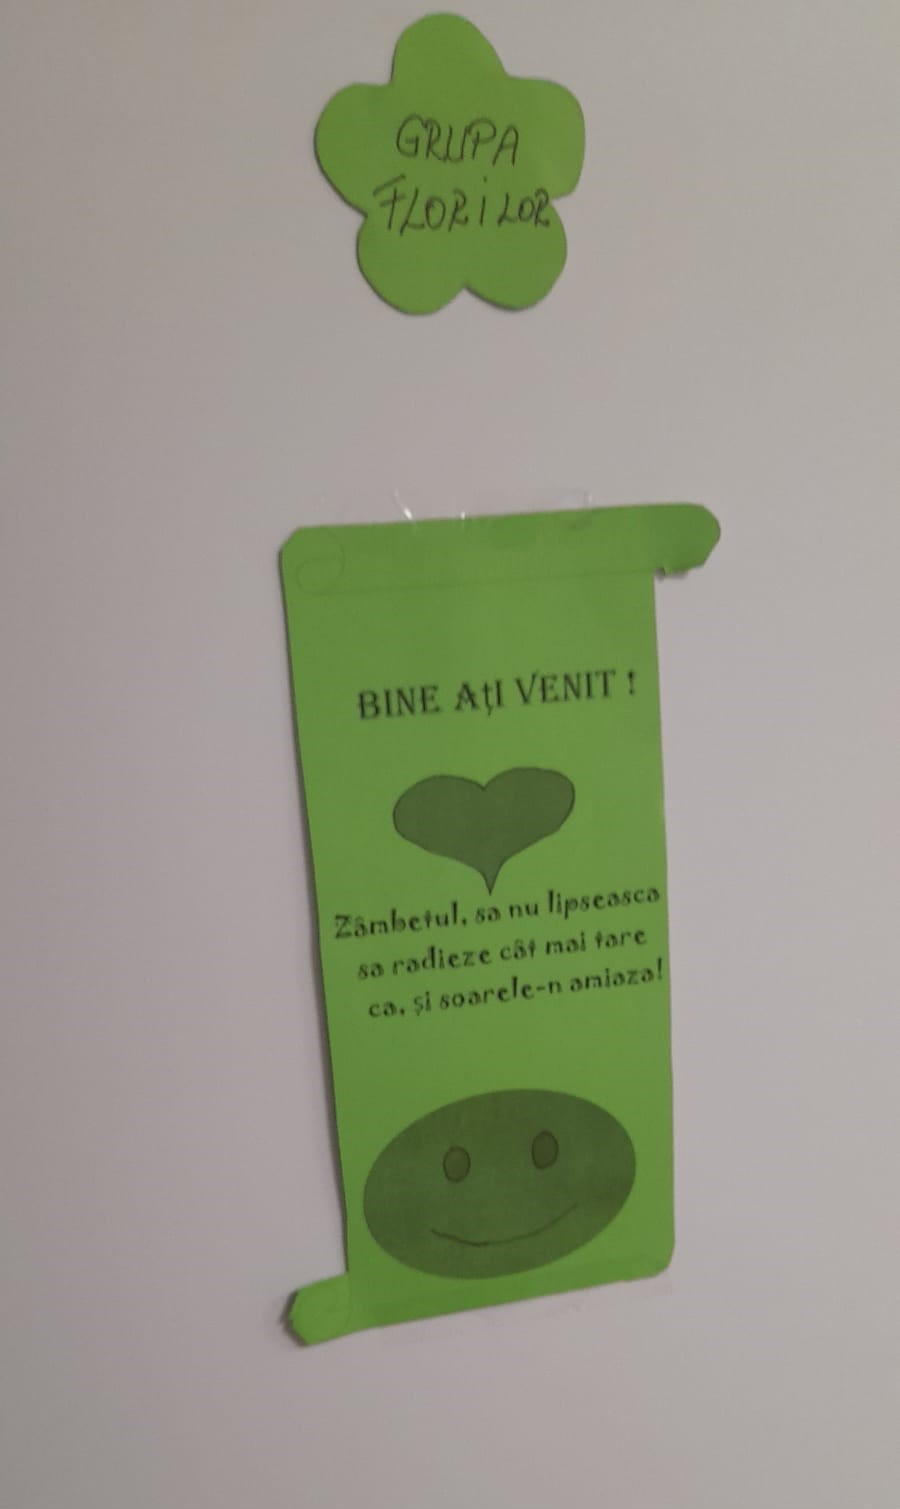 GRUPA
FLORILOR
BINE AțI VENIT !
Zâmbetul, sa nu lipseasca
sa radieze cât mai tare
ca, și soarele-n amiaza!